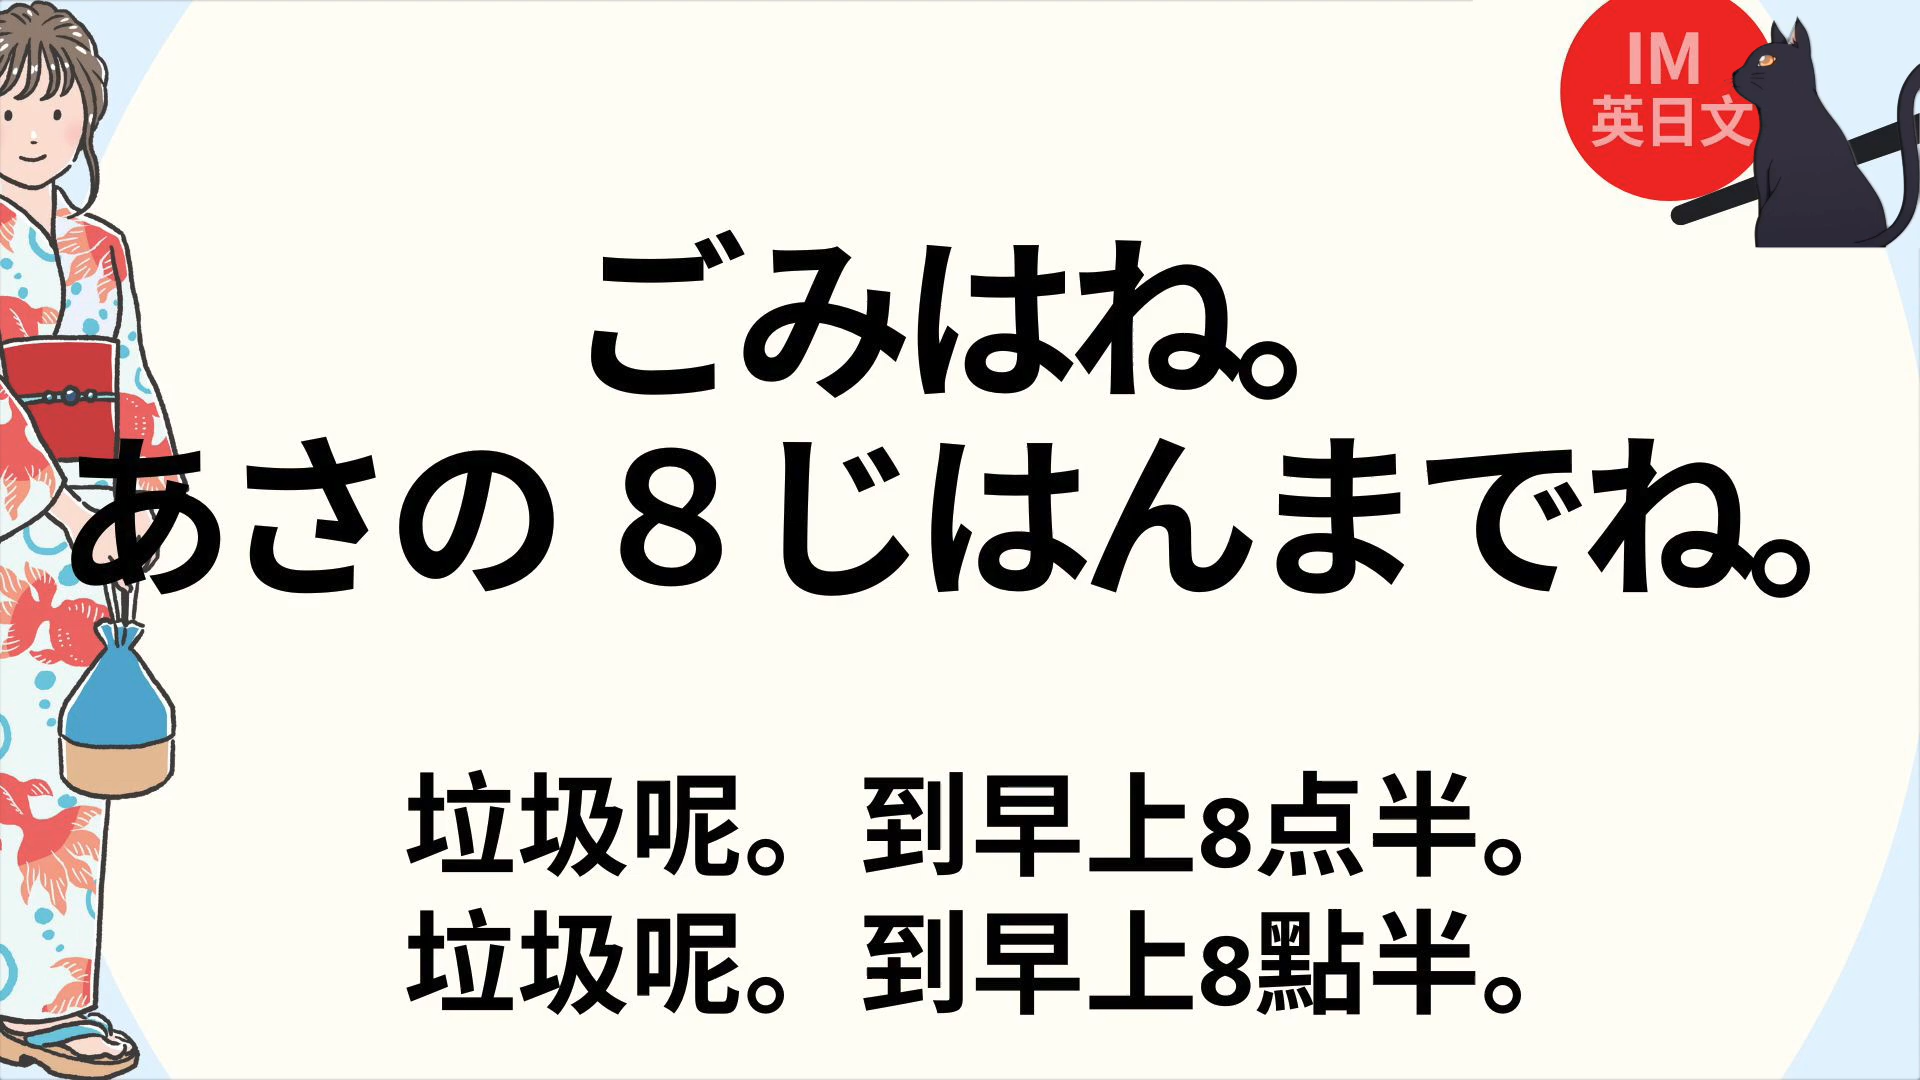 IM
英日文
ごみはね。
あさの８じはんまでね。
垃圾呢。到早上8点半。
垃圾呢。到早上8點半。